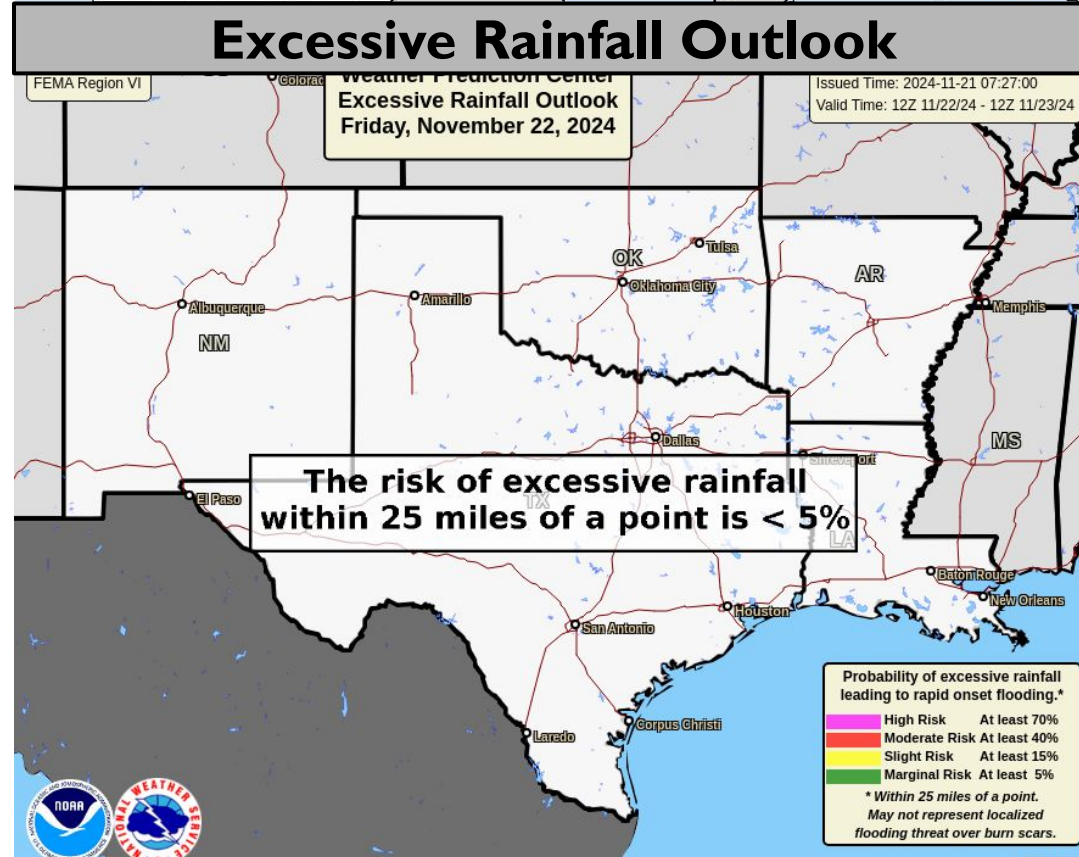 Excessive Rainfall Outlook
FEMA Region VI
Weather Prediction Center
Excessive Rainfall Outlook
Friday, November 22, 2024
Issued Time: 2024-11-21 07:27:00
Valid Time: 12Z 11/22/24 - 12Z 11/23/24
Tulsa
OK
AR
Oklahoma City
Amarillo
Albuquerque
Memphis
NM
Dallas
MS
Shreveport
The risk of excessive rainfall
El Paso
TX
within 25 miles of a point is < 5%
LA
Baton Rouge
New Orleans
Houston
San Antonio
Corpus Christi
Laredo
Probability of excessive rainfall
leading to rapid onset flooding.*
High Risk At least 70%
Moderate Risk At least 40%
Slight Risk At least 15%
Marginal Risk At least 5%
* Within 25 miles of a point.
May not represent localized
flooding threat over burn scars.
NOAA
NATIONAL WEATHER SERVICE